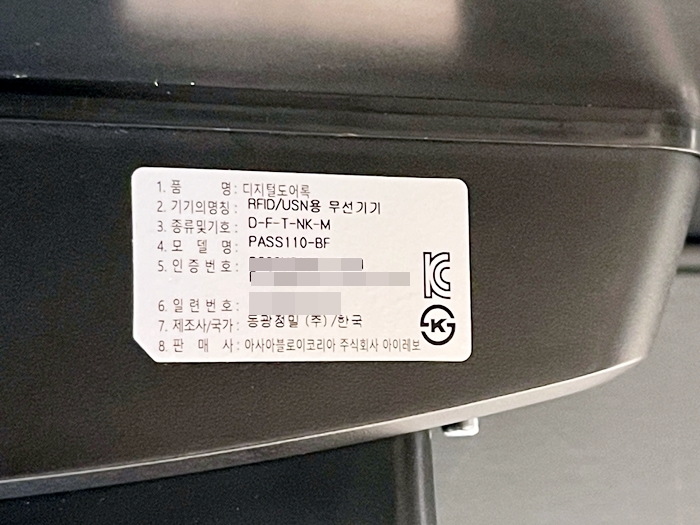 1. 품 명 : 디지털도어록
2. 기기의명칭 : RFID/USN용 무선기기
3. 종류및기호 : D-F-T-NK-M
4. 모 델 명 : PASS110-BF
5. 인 증 번 호 :
6. 일 련 번 호 :
7. 제조사/국가 : 동광정밀 (주)/한국
8. 판 매 사 : 아사아블로이코리아 주식회사 아이레보